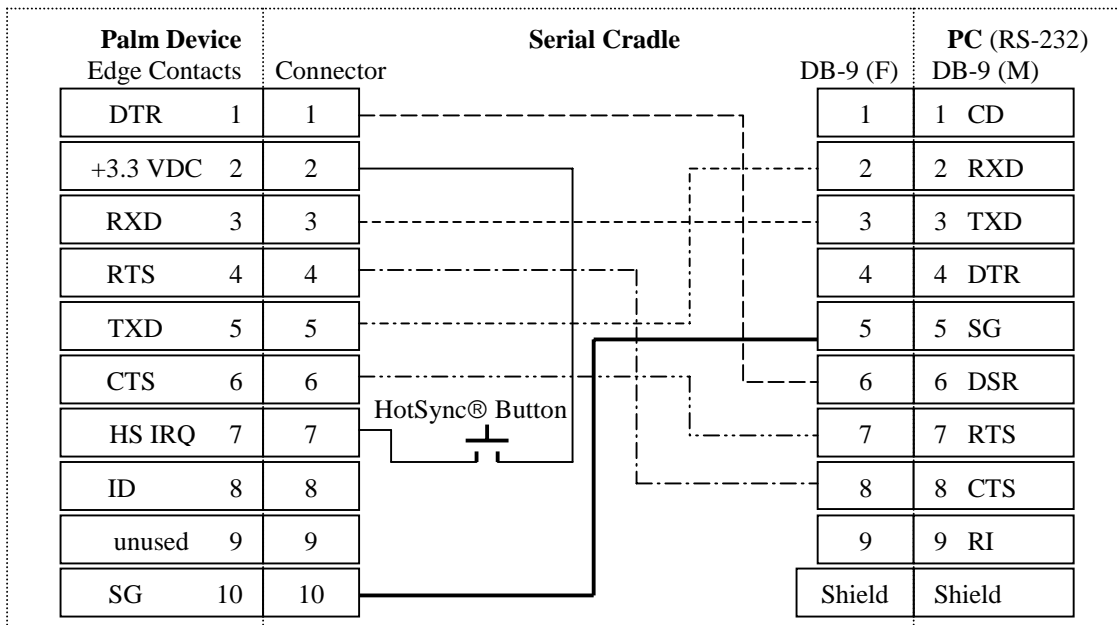 Palm Device Serial Cradle PC (RS-232)
Edge Contacts Connector DB-9 (F) DB-9 (M)
DTR 1 1 1 1 CD
+3.3 VDC 2 2 2 2 RXD
RXD 3 3 3 3 TXD
RTS 4 4 4 4 DTR
TXD 5 5 5 5 SG
CTS 6 6 6 6 DSR
HotSync® Button
HS IRQ 7 7 7 7 RTS
ID 8 8 8 8 CTS
unused 9 9 9 9 RI
SG 10 10 Shield Shield